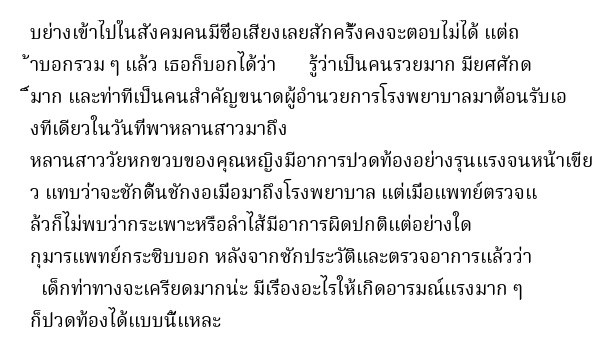 บย่างเข้าไปในสังคมคนมีชื่อเสียงเลยสักครั้งคงจะตอบไม่ได้ แต่ถ
้าบอกรวม ๆ แล้ว เธอก็บอกได้ว่า รู้ว่าเป็นคนรวยมาก มียศศักด
ิ์มาก และท่าทีเป็นคนสำคัญขนาดผู้อำนวยการโรงพยาบาลมาต้อนรับเอ
งทีเดียวในวันที่พาหลานสาวมาถึง
หลานสาววัยหกขวบของคุณหญิงมีอาการปวดท้องอย่างรุนแรงจนหน้าเขีย
ว แทบว่าจะชักดิ้นชักงอเมื่อมาถึงโรงพยาบาล แต่เมื่อแพทย์ตรวจแ
ล้วก็ไม่พบว่ากระเพาะหรือลำไส้มีอาการผิดปกติแต่อย่างใด
กุมารแพทย์กระซิบบอก หลังจากซักประวัติและตรวจอาการแล้วว่า
เด็กท่าทางจะเครียดมากน่ะ มีเรื่องอะไรให้เกิดอารมณ์แรงมาก ๆ
ก็ปวดท้องได้แบบนี้แหละ